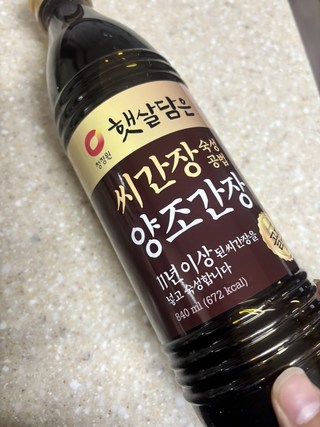 청정원
햇살담은
씨간장 숙성
공법
양조간장
11년 이상 된 씨간장을
넣고 숙성합니다
840 ml (672 kcal)